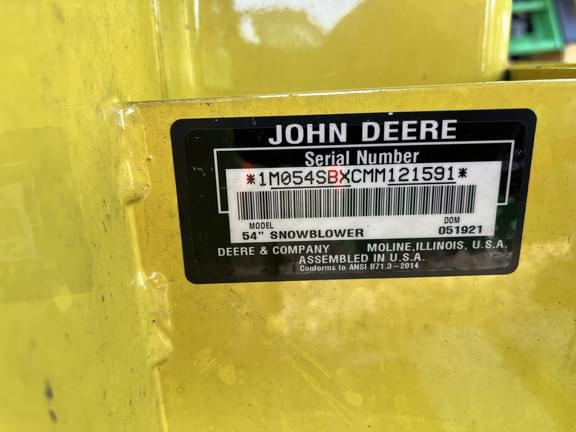 JOHN DEERE
Serial Number
*1M054SBXCMM121591*
MODEL DOM
54" SNOWBLOWER 051921
DEERE & COMPANY MOLINE, ILLINOIS, U.S.A.
ASSEMBLED IN U.S.A.
Conforms to ANSI B71.3-2014